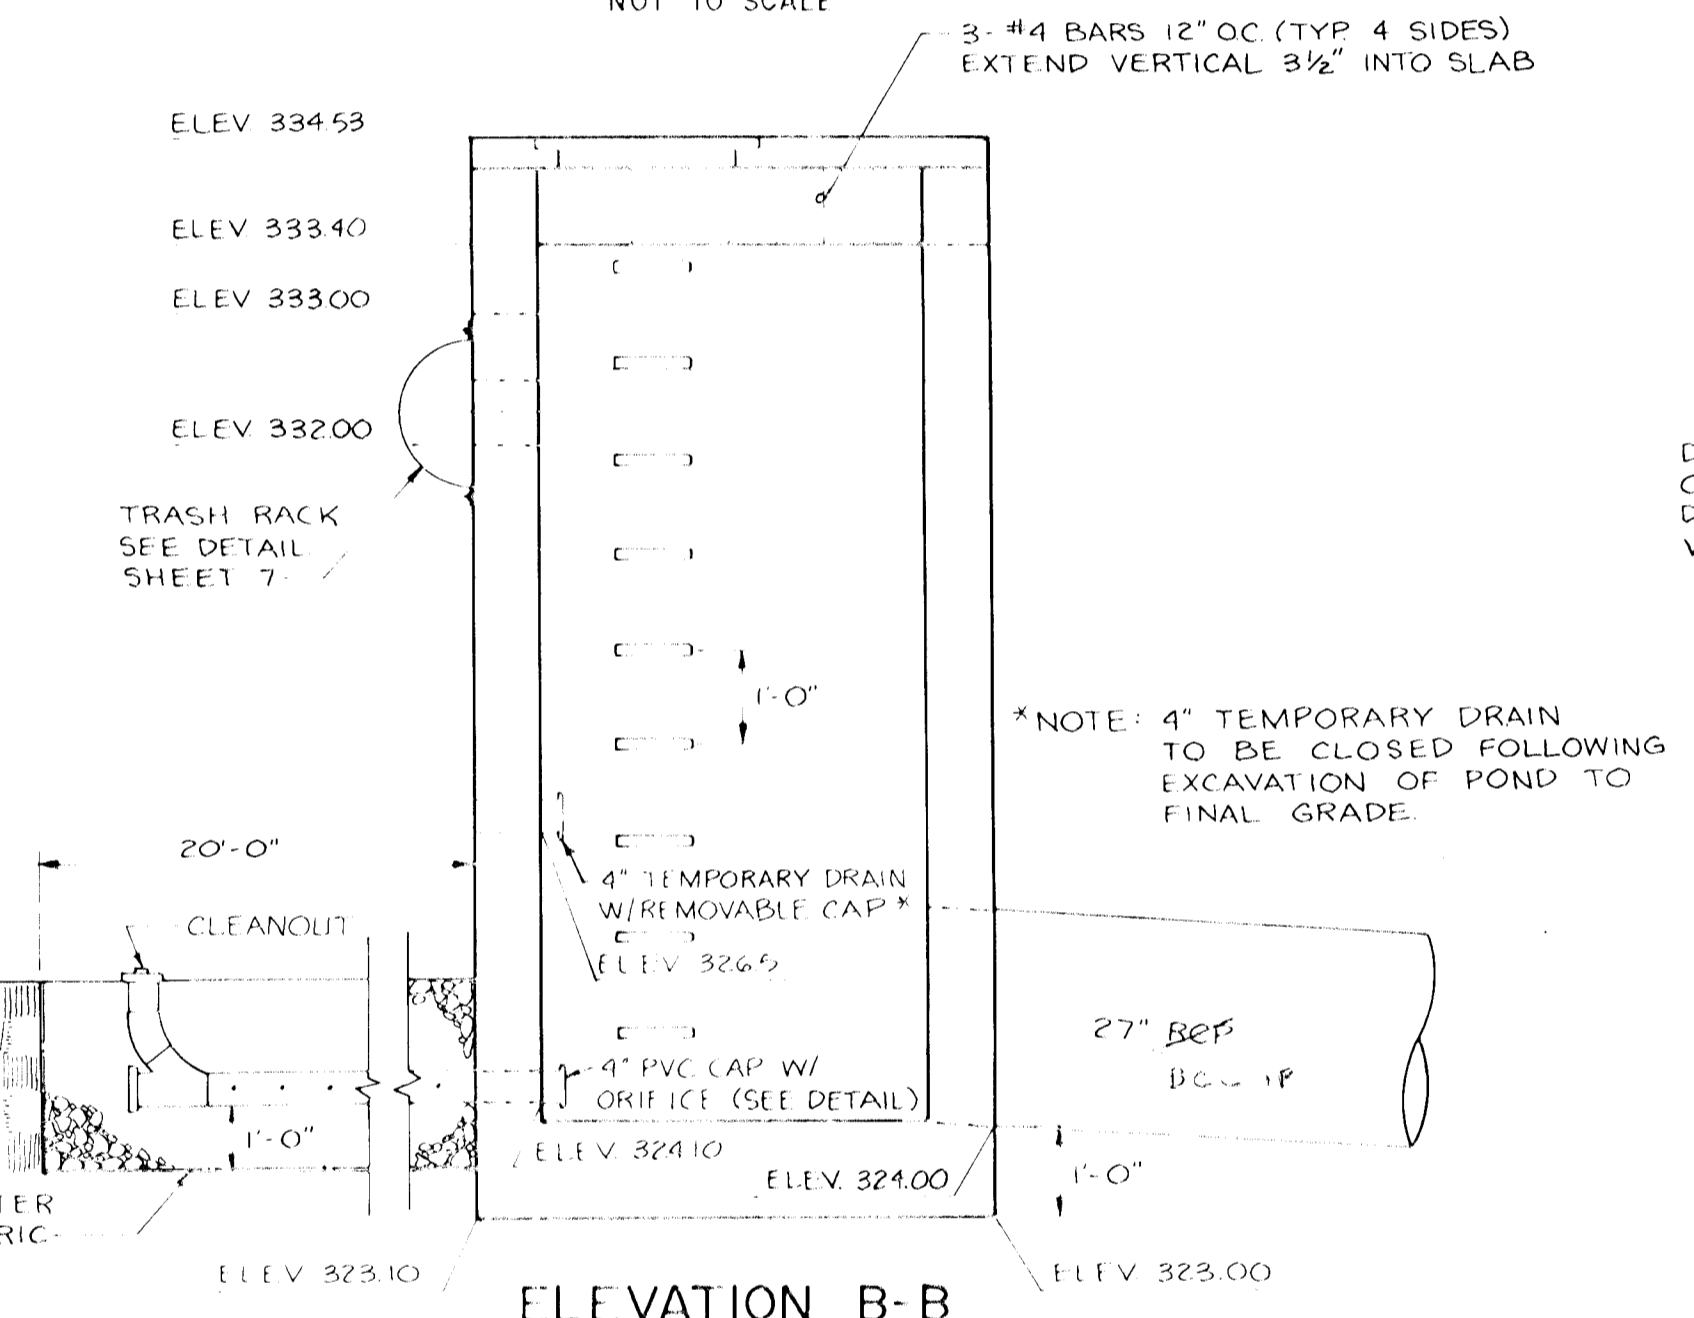 NOT TO SCALE
3- #4 BARS 12" O.C. (TYP. 4 SIDES)
EXTEND VERTICAL 3½" INTO SLAB
ELEV 334.53
ELEV 333.40
ELEV 333.00
ELEV 332.00
TRASH RACK
SEE DETAIL
SHEET 7
1'-0"
*NOTE: 4" TEMPORARY DRAIN
TO BE CLOSED FOLLOWING
EXCAVATION OF POND TO
FINAL GRADE.
20'-0"
4" TEMPORARY DRAIN
W/REMOVABLE CAP *
CLEANOUT
ELEV 326.5
27"
4" PVC CAP W/
ORIFICE (SEE DETAIL)
1'-0"
ELEV. 324.10
ELEV. 324.00
1'-0"
ELEV 323.10
ELEV. 323.00
ELEVATION B-B